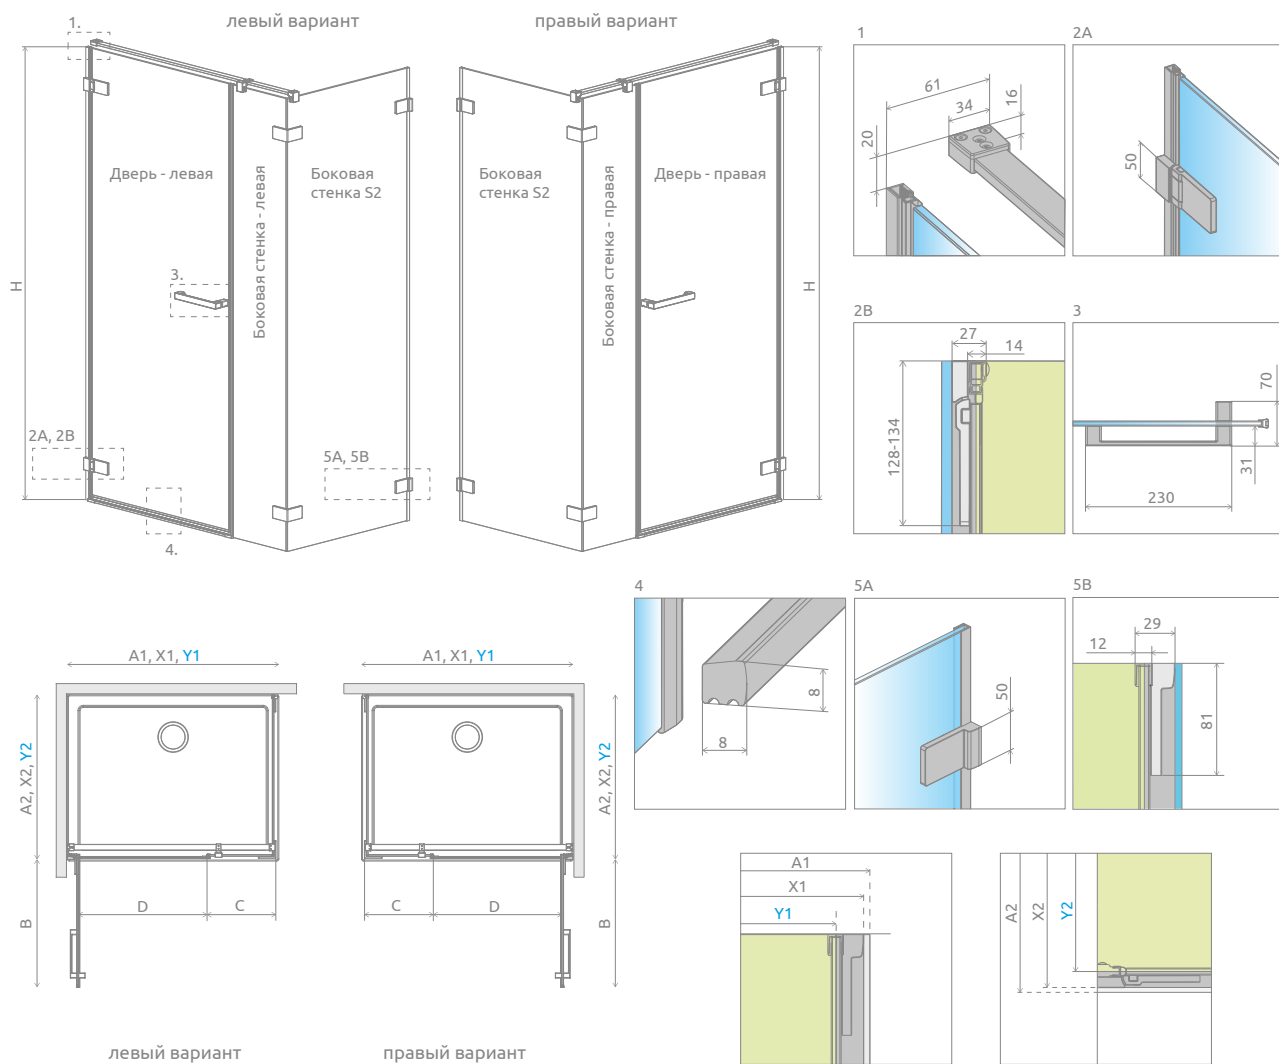 левый вариант
правый вариант
1.
Дверь - левая
Боковая стенка - левая
Боковая
стенка S2
H
3.
2A, 2B
5A, 5B
4.
Боковая
стенка S2
Боковая стенка - правая
Дверь - правая
H
1
61
34
16
20
2A
50
2B
27
14
128-134
3
70
31
230
4
8
8
5A
50
5B
29
12
81
A1, X1, Y1
A2, X2, Y2
B
D
C
A1, X1, Y1
A2, X2, Y2
B
C
D
A1
X1
Y1
A2
X2
Y2
левый вариант
правый вариант